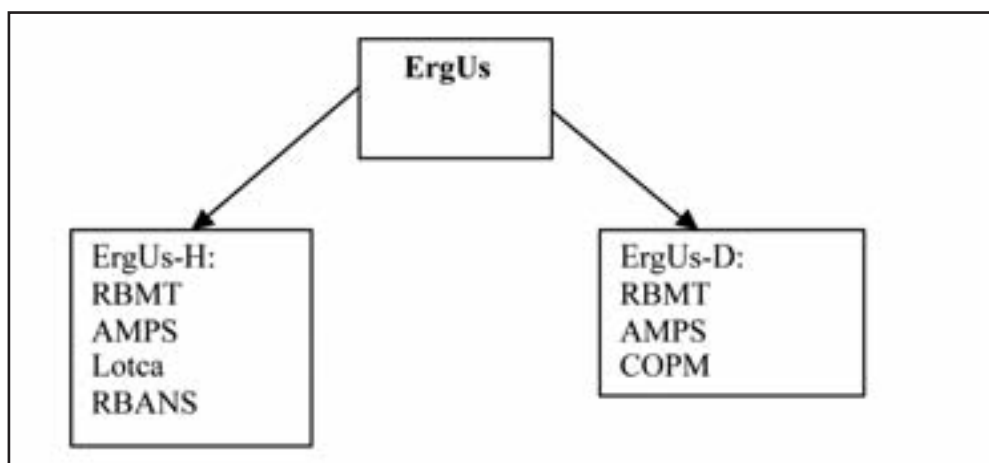 ErgUs
ErgUs-H:
RBMT
AMPS
Lotca
RBANS
ErgUs-D:
RBMT
AMPS
COPM